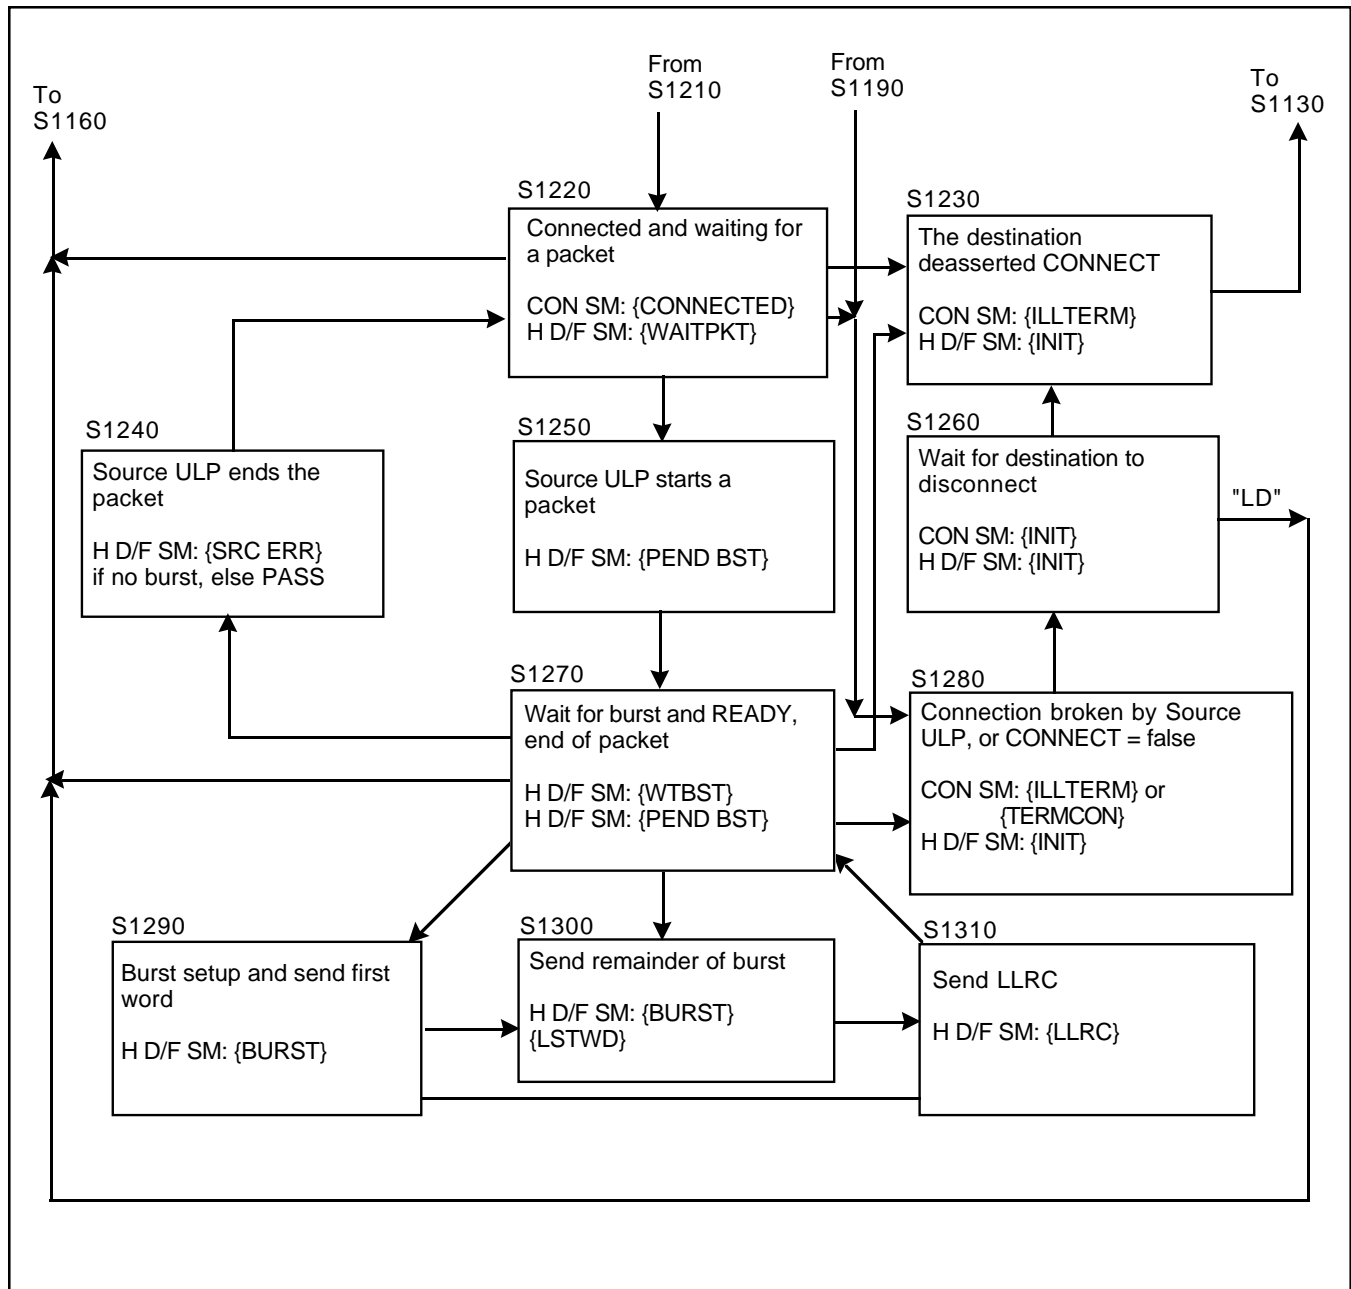 To
S1160
From
S1210
From
S1190
To
S1130
S1220
Connected and waiting for
a packet
CON SM: {CONNECTED}
H D/F SM: {WAITPKT}
S1230
The destination
deasserted CONNECT
CON SM: {ILLTERM}
H D/F SM: {INIT}
S1240
Source ULP ends the
packet
H D/F SM: {SRC ERR}
if no burst, else PASS
S1250
Source ULP starts a
packet
H D/F SM: {PEND BST}
S1260
Wait for destination to
disconnect
CON SM: {INIT}
H D/F SM: {INIT}
"LD"
S1270
Wait for burst and READY,
end of packet
H D/F SM: {WTBST}
H D/F SM: {PEND BST}
S1280
Connection broken by Source
ULP, or CONNECT = false
CON SM: {ILLTERM} or
{TERMCON}
H D/F SM: {INIT}
S1290
Burst setup and send first
word
H D/F SM: {BURST}
S1300
Send remainder of burst
H D/F SM: {BURST}
{LSTWD}
S1310
Send LLRC
H D/F SM: {LLRC}